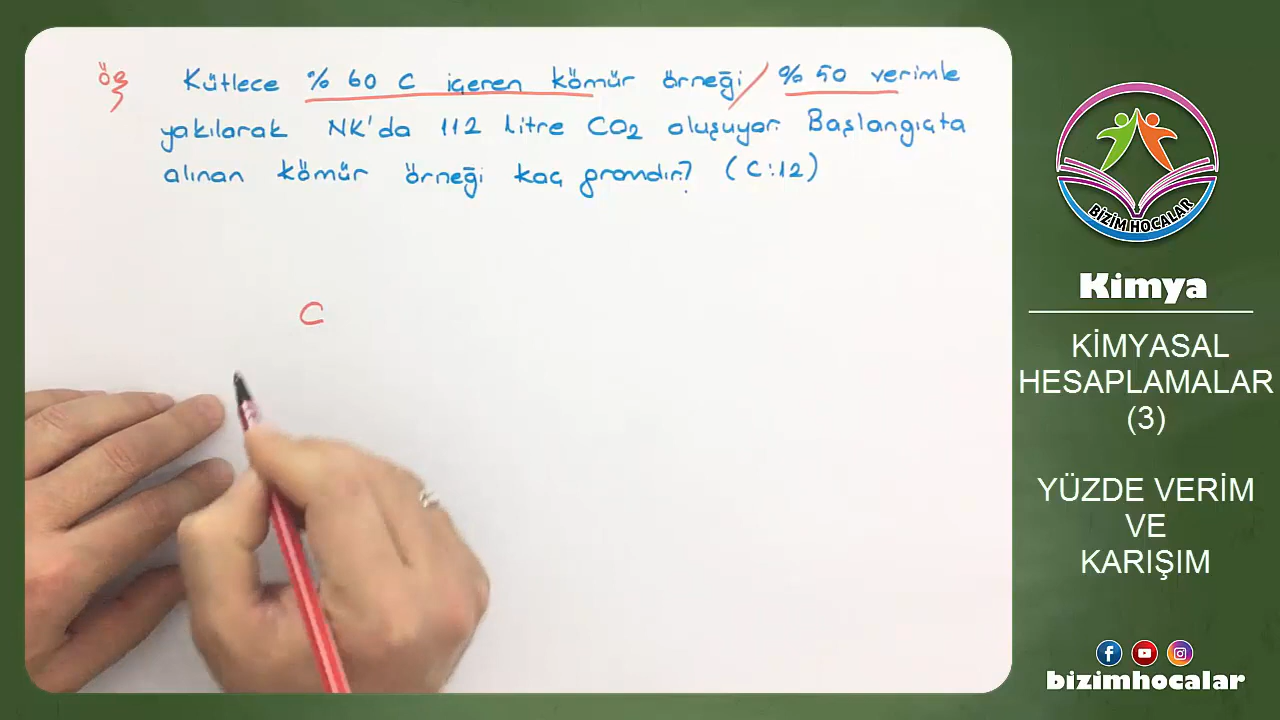 Ög Kütlece % 60 C içeren kömür örneği % 50 verimle
yakılarak NK'da 112 Litre CO2 oluşuyor. Başlangıçta
alınan kömür örneği kaç gramdır? (C:12)
C
BİZİM HOCALAR
Kimya
KİMYASAL
HESAPLAMALAR
(3)
YÜZDE VERİM
VE
KARIŞIM
bizimhocalar